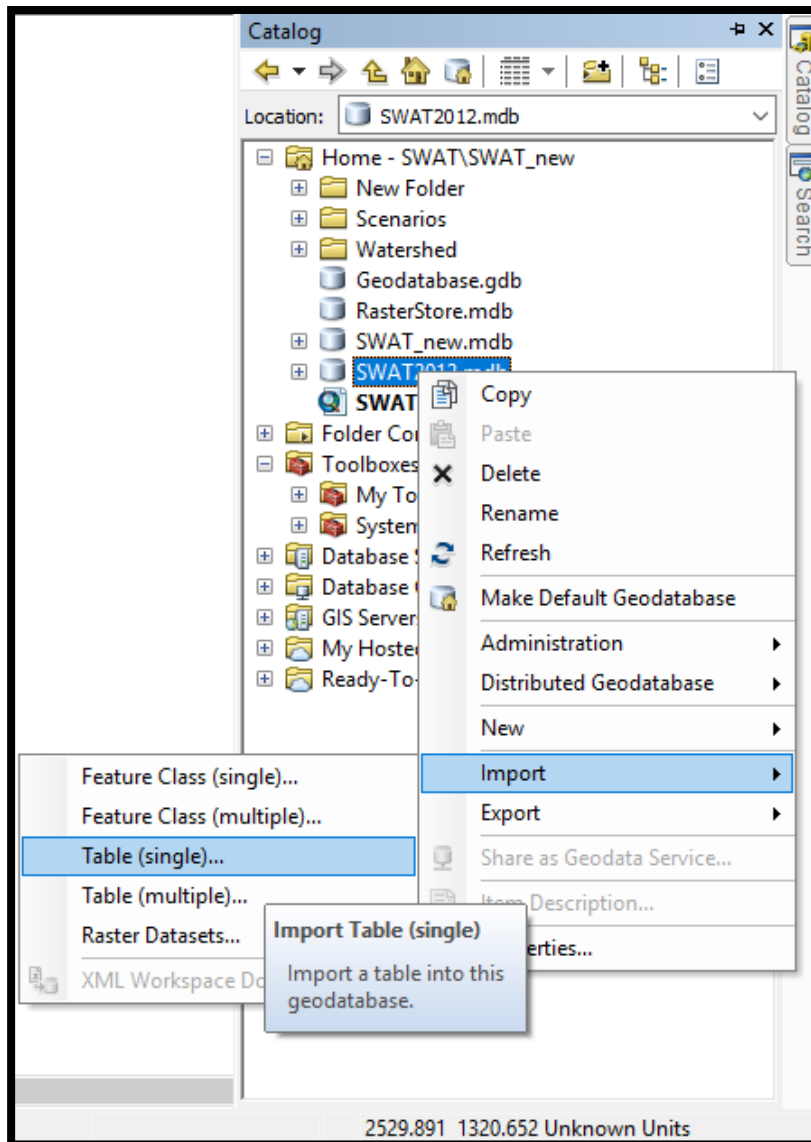 Catalog
Location: SWAT2012.mdb
Home - SWAT\SWAT_new
New Folder
Scenarios
Watershed
Geodatabase.gdb
RasterStore.mdb
SWAT_new.mdb
SWAT2012.mdb
SWAT
Folder Co
Toolboxes
My To
System
Database
Database
GIS Server
My Hoste
Ready-To-
Copy
Paste
Delete
Rename
Refresh
Make Default Geodatabase
Administration
Distributed Geodatabase
New
Import
Export
Share as Geodata Service...
Item Description...
erties...
Feature Class (single)...
Feature Class (multiple)...
Table (single)...
Table (multiple)...
Raster Datasets...
XML Workspace Do
Import Table (single)
Import a table into this
geodatabase.
Catalog
Search
2529.891 1320.652 Unknown Units